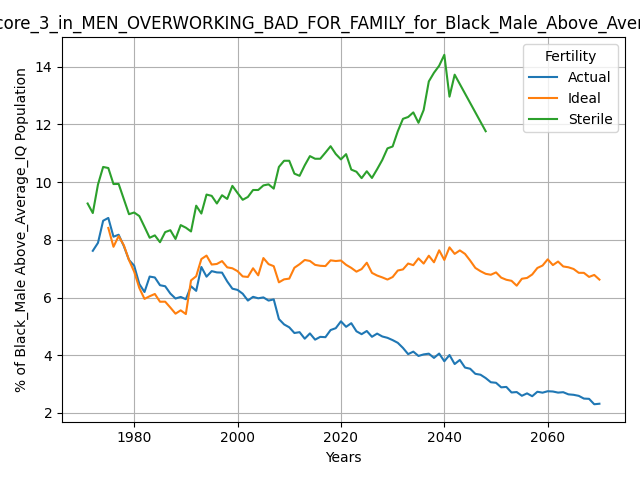 core_3_in_MEN_OVERWORKING_BAD_FOR_FAMILY_for_Black_Male_Above_Aver
% of Black_Male Above_Average_IQ Population
14
12
10
8
6
4
2
Fertility
Actual
Ideal
Sterile
1980
2000
2020
2040
2060
Years